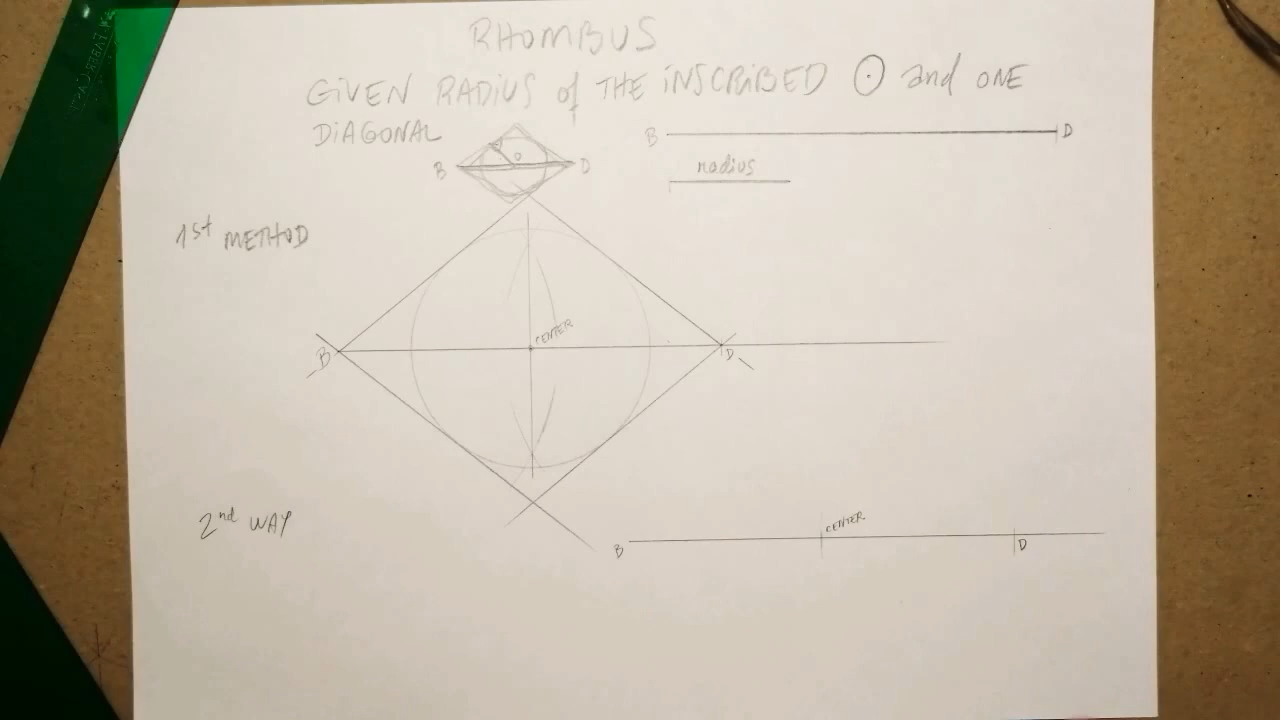 RHOMBUS
GIVEN RADIUS of THE INSCRIBED ⊙ and ONE
DIAGONAL
B D
B D
radius
1st METHOD
CENTER
B D
2nd WAY
CENTER
B D